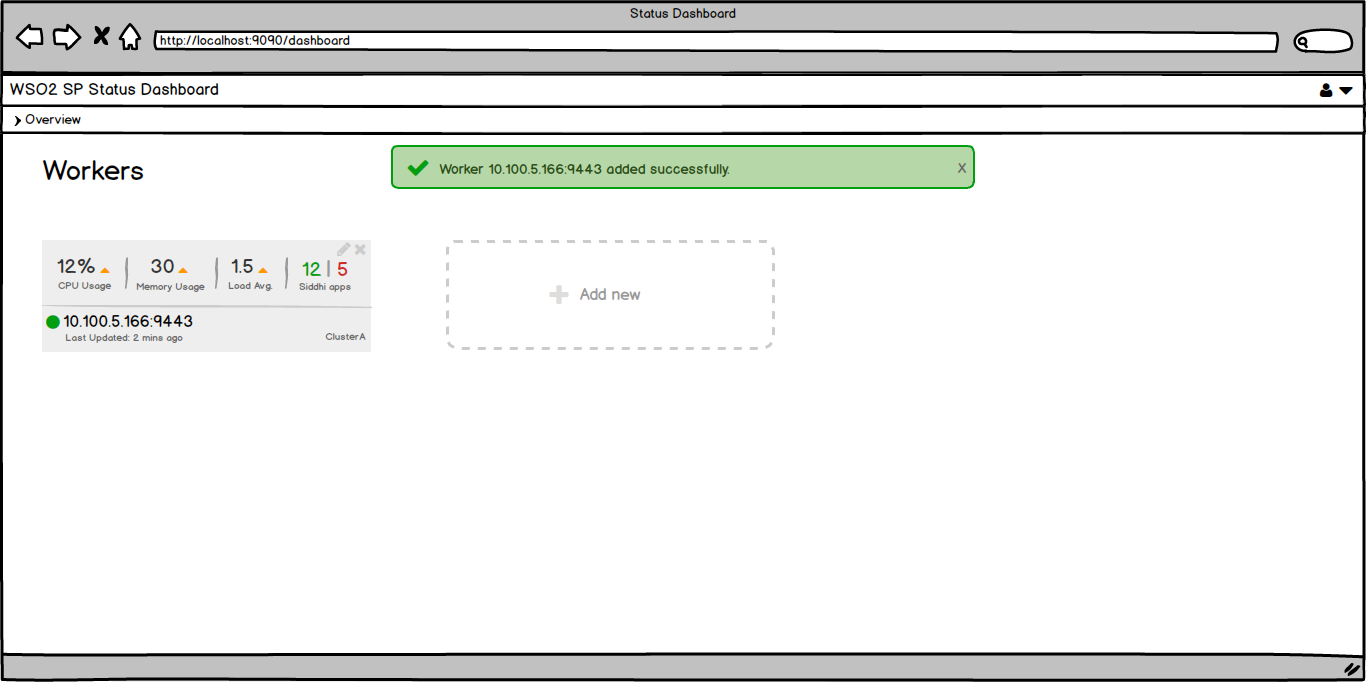 Status Dashboard
http://localhost:9090/dashboard
WSO2 SP Status Dashboard
Overview
Workers
Worker 10.100.5.166:9443 added successfully.
X
12% 30 1.5 12 | 5
CPU Usage Memory Usage Load Avg. Siddhi apps
10.100.5.166:9443
Last Updated: 2 mins ago
ClusterA
Add new